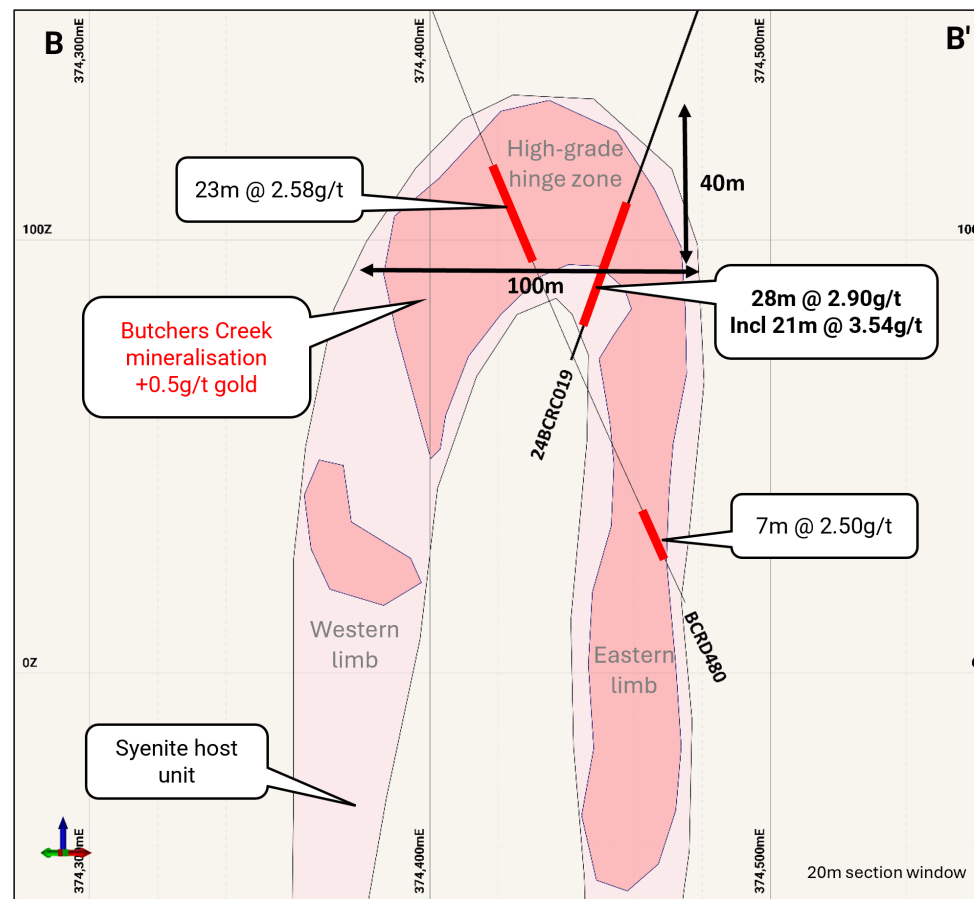 B
B'
374,300mE
374,400mE
374,500mE
High-grade
hinge zone
40m
23m @ 2.58g/t
100Z
10
100m
28m @ 2.90g/t
Incl 21m @ 3.54g/t
Butchers Creek
mineralisation
+0.5g/t gold
24BCRC019
7m @ 2.50g/t
BCRD480
Western
limb
Eastern
limb
0Z
Syenite host
unit
374,300mE
374,400mE
374,500mE
20m section window